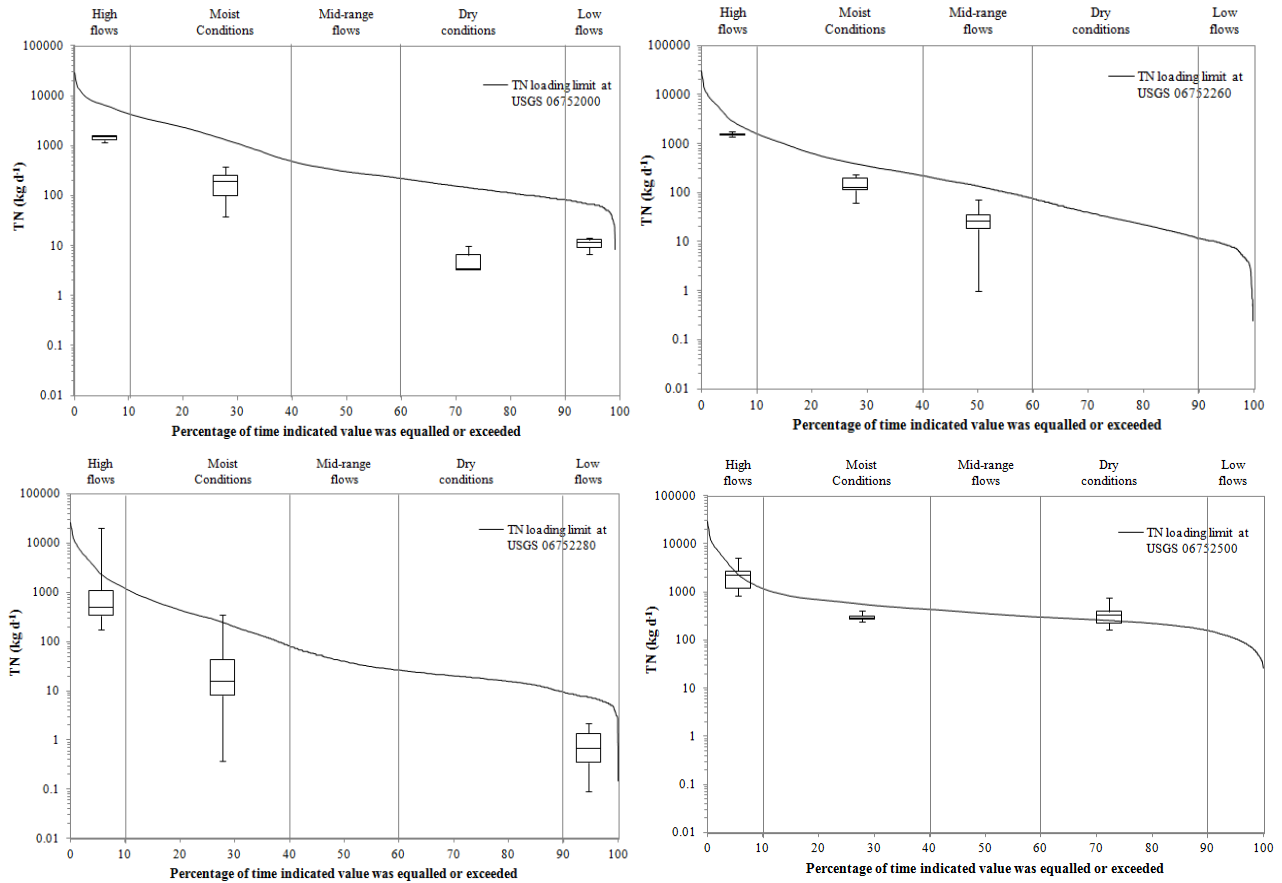 High Moist Mid-range Dry Low
flows Conditions flows conditions flows
100000
10000
1000
100
10
1
0.1
0.01
TN (kg d-1)
TN loading limit at
USGS 06752000
0 10 20 30 40 50 60 70 80 90 100
Percentage of time indicated value was equalled or exceeded
High Moist Mid-range Dry Low
flows Conditions flows conditions flows
100000
10000
1000
100
10
1
0.1
0.01
TN (kg d-1)
TN loading limit at
USGS 06752260
0 10 20 30 40 50 60 70 80 90 100
Percentage of time indicated value was equalled or exceeded
High Moist Mid-range Dry Low
flows Conditions flows conditions flows
100000
10000
1000
100
10
1
0.1
0.01
TN (kg d-1)
TN loading limit at
USGS 06752280
0 10 20 30 40 50 60 70 80 90 100
Percentage of time indicated value was equalled or exceeded
High Moist Mid-range Dry Low
flows Conditions flows conditions flows
100000
10000
1000
100
10
1
0.1
0.01
TN (kg d-1)
TN loading limit at
USGS 06752500
0 10 20 30 40 50 60 70 80 90 100
Percentage of time indicated value was equalled or exceeded